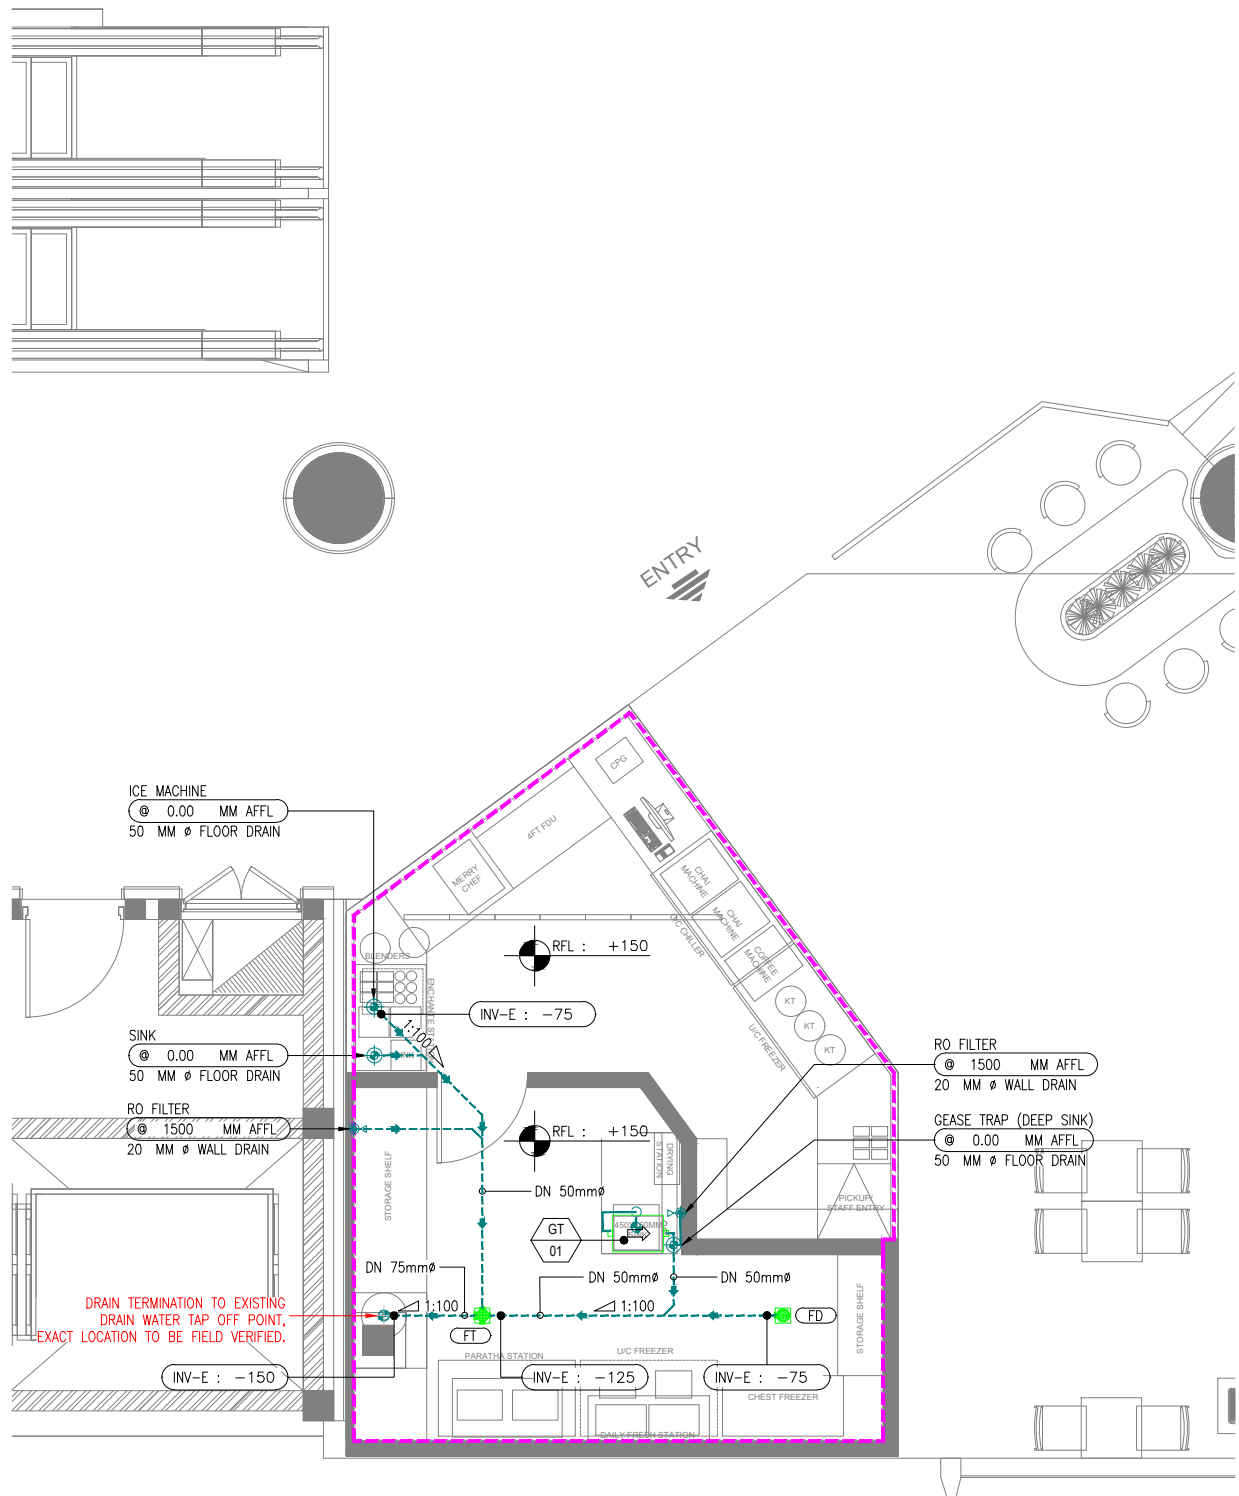 ENTRY
CPG
4FT FDU
MERRY
CHEF
CHAI
MACHINE
CHAI
MACHINE
COFFEE
MACHINE
U/C CHILLER
U/C FREEZER
KT
KT
KT
ICE MACHINE
@ 0.00 MM AFFL
50 MM Ø FLOOR DRAIN
BLENDERS
RFL : +150
INV-E : -75
1:100
SINK
@ 0.00 MM AFFL
50 MM Ø FLOOR DRAIN
RO FILTER
@ 1500 MM AFFL
20 MM Ø WALL DRAIN
RO FILTER
@ 1500 MM AFFL
20 MM Ø WALL DRAIN
GEASE TRAP (DEEP SINK)
@ 0.00 MM AFFL
50 MM Ø FLOOR DRAIN
RFL : +150
DRYING
STATION
STORAGE SHELF
DN 50mmø
PICKUP/
STAFF ENTRY
GT
01
DN 75mmø
DN 50mmø
DN 50mmø
1:100
1:100
DRAIN TERMINATION TO EXISTING
DRAIN WATER TAP OFF POINT,
EXACT LOCATION TO BE FIELD VERIFIED.
FT
FD
STORAGE SHELF
PARATHA STATION
U/C FREEZER
INV-E : -150
INV-E : -125
INV-E : -75
CHEST FREEZER
DAILY FRESH STATION